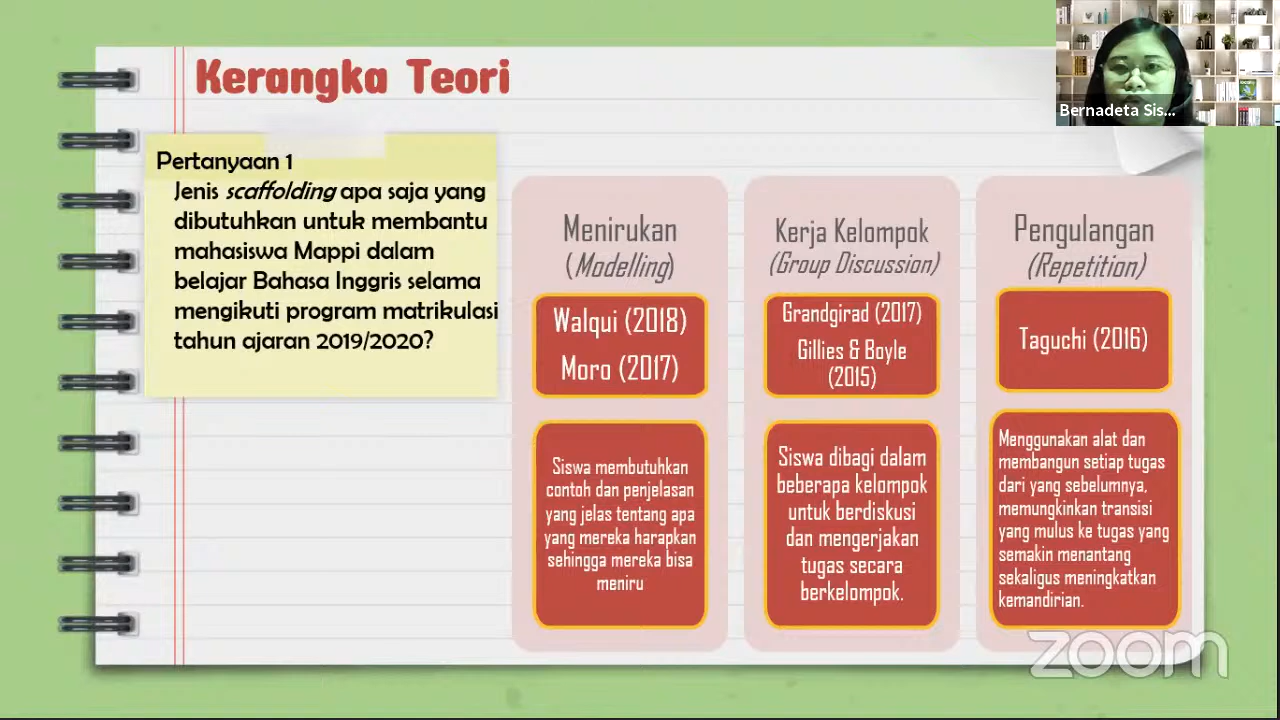 Kerangka Teori
Bernadeta Sis...
Pertanyaan 1
Jenis scaffolding apa saja yang
dibutuhkan untuk membantu
mahasiswa Mappi dalam
belajar Bahasa Inggris selama
mengikuti program matrikulasi
tahun ajaran 2019/2020?
Menirukan
(Modelling)
Walqui (2018)
Moro (2017)
Siswa membutuhkan
contoh dan penjelasan
yang jelas tentang apa
yang mereka harapkan
sehingga mereka bisa
meniru
Kerja Kelompok
(Group Discussion)
Grandgirad (2017)
Gillies & Boyle
(2015)
Siswa dibagi dalam
beberapa kelompok
untuk berdiskusi
dan mengerjakan
tugas secara
berkelompok.
Pengulangan
(Repetition)
Taguchi (2016)
Menggunakan alat dan
membangun setiap tugas
dari yang sebelumnya,
memungkinkan transisi
yang mulus ke tugas yang
semakin menantang
sekaligus meningkatkan
kemandirian.
zoom